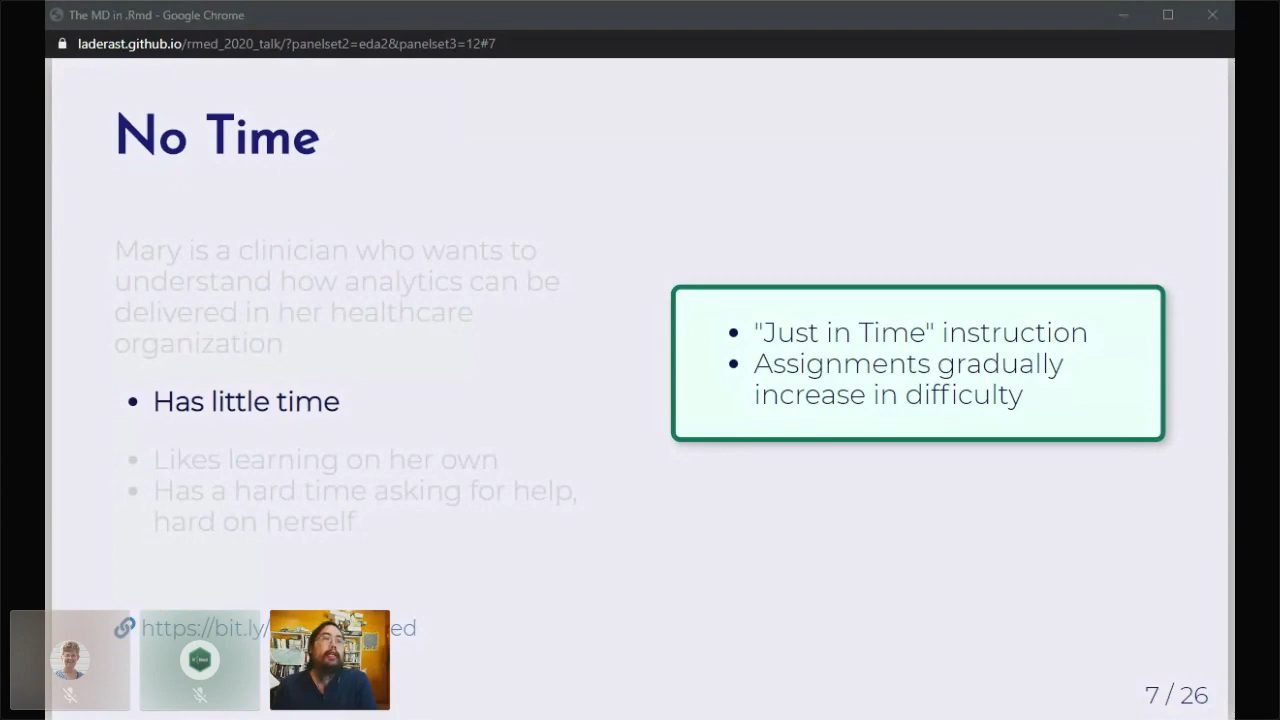 The MD in .Rmd - Google Chrome
laderast.github.io/rmed_2020_talk/?panelset2=eda2&panelset3=12#7
No Time
Mary is a clinician who wants to
understand how analytics can be
delivered in her healthcare
organization
• Has little time
• Likes learning on her own
• Has a hard time asking for help,
hard on herself
• "Just in Time" instruction
• Assignments gradually
increase in difficulty
https://bit.ly/ ed
7 / 26